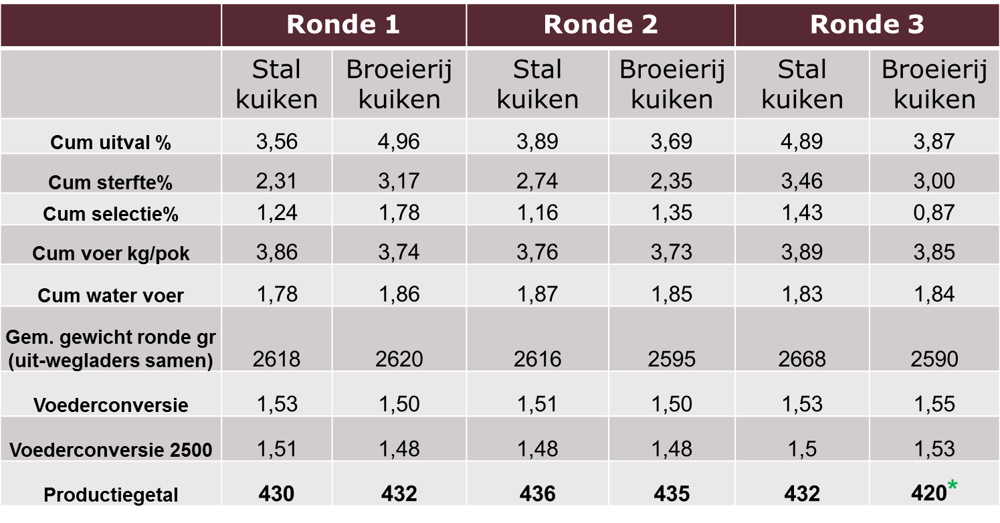 Ronde 1 Ronde 2 Ronde 3
Stal Broeierij Stal Broeierij Stal Broeierij
kuiken kuiken kuiken kuiken kuiken kuiken
Cum uitval % 3,56 4,96 3,89 3,69 4,89 3,87
Cum sterfte% 2,31 3,17 2,74 2,35 3,46 3,00
Cum selectie% 1,24 1,78 1,16 1,35 1,43 0,87
Cum voer kg/pok 3,86 3,74 3,76 3,73 3,89 3,85
Cum water voer 1,78 1,86 1,87 1,85 1,83 1,84
Gem. gewicht ronde gr
(uit-wegladers samen) 2618 2620 2616 2595 2668 2590
Voederconversie 1,53 1,50 1,51 1,50 1,53 1,55
Voederconversie 2500 1,51 1,48 1,48 1,48 1,5 1,53
Productiegetal 430 432 436 435 432 420*